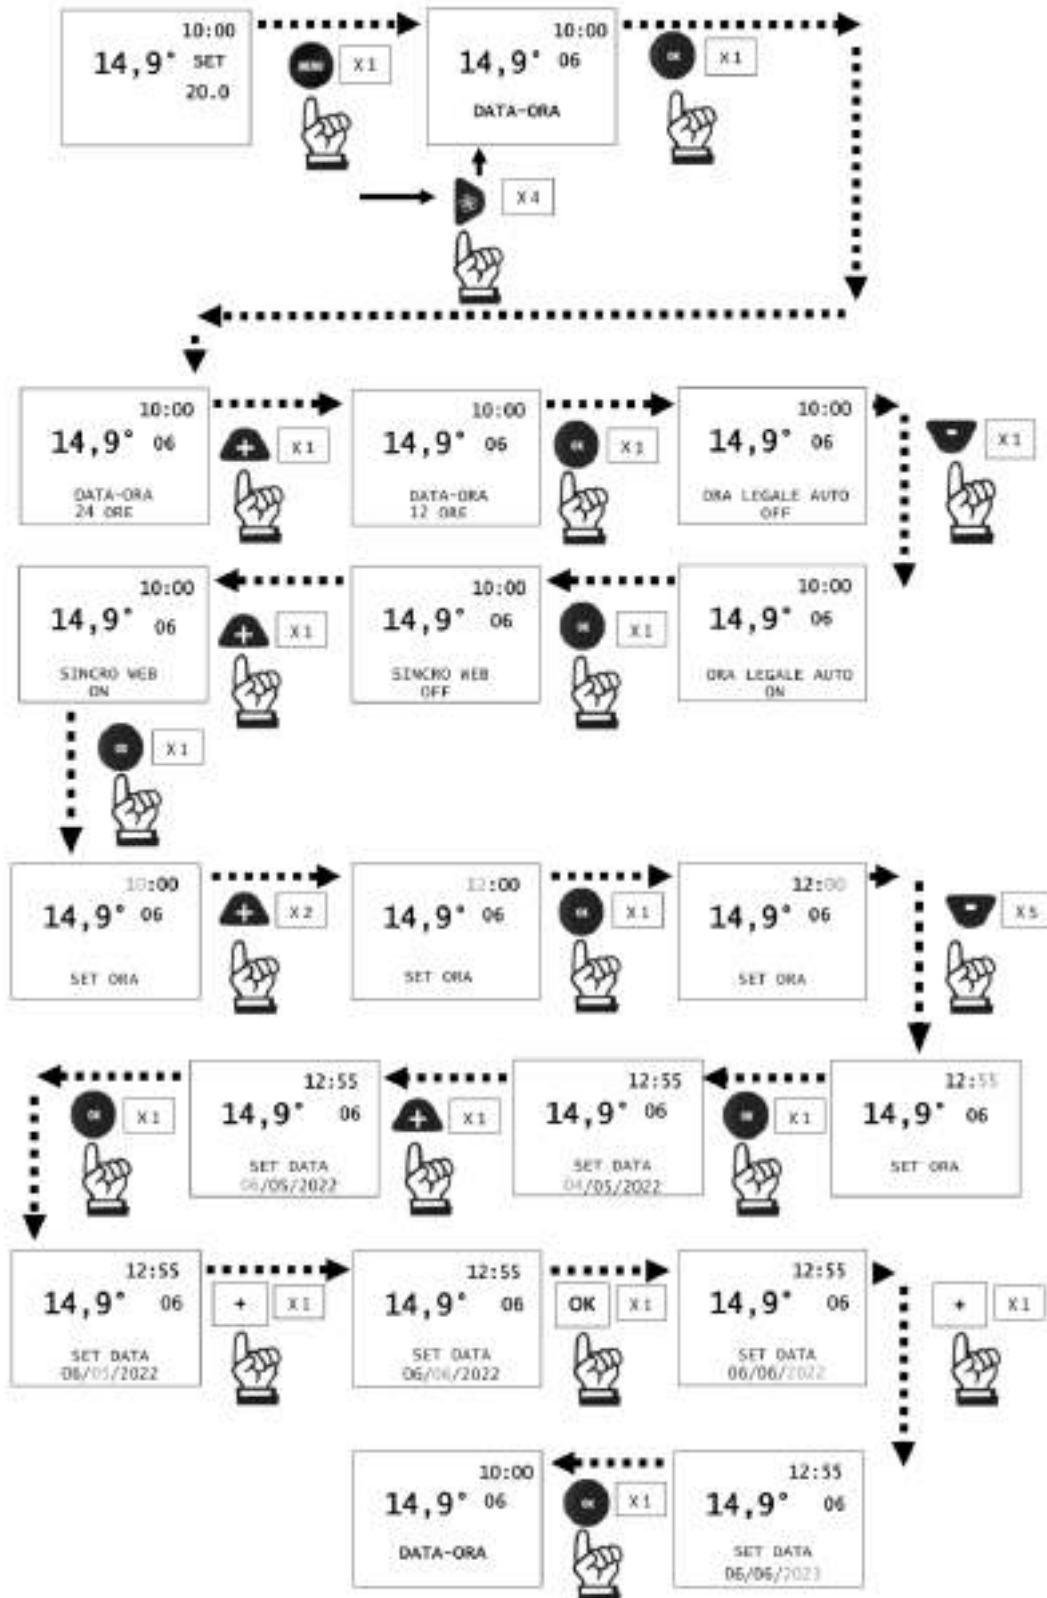 10:00
14,9° SET
20.0
MENU X1
10:00
14,9° 06
DATA-ORA
OK X1
X4
10:00
14,9° 06
DATA-ORA
24 ORE
+ X1
10:00
14,9° 06
DATA-ORA
12 ORE
OK X1
10:00
14,9° 06
ORA LEGALE AUTO
OFF
- X1
10:00
14,9° 06
SINCRO WEB
ON
+ X1
10:00
14,9° 06
SINCRO WEB
OFF
OK X1
10:00
14,9° 06
ORA LEGALE AUTO
ON
OK X1
10:00
14,9° 06
SET ORA
+ X2
12:00
14,9° 06
SET ORA
OK X1
12:00
14,9° 06
SET ORA
- X5
OK X1
12:55
14,9° 06
SET DATA
06/05/2022
+ X1
12:55
14,9° 06
SET DATA
04/05/2022
OK X1
12:55
14,9° 06
SET ORA
12:55
14,9° 06
SET DATA
06/05/2022
+ X1
12:55
14,9° 06
SET DATA
06/06/2022
OK X1
12:55
14,9° 06
SET DATA
06/06/2022
+ X1
10:00
14,9° 06
DATA-ORA
OK X1
12:55
14,9° 06
SET DATA
06/06/2023